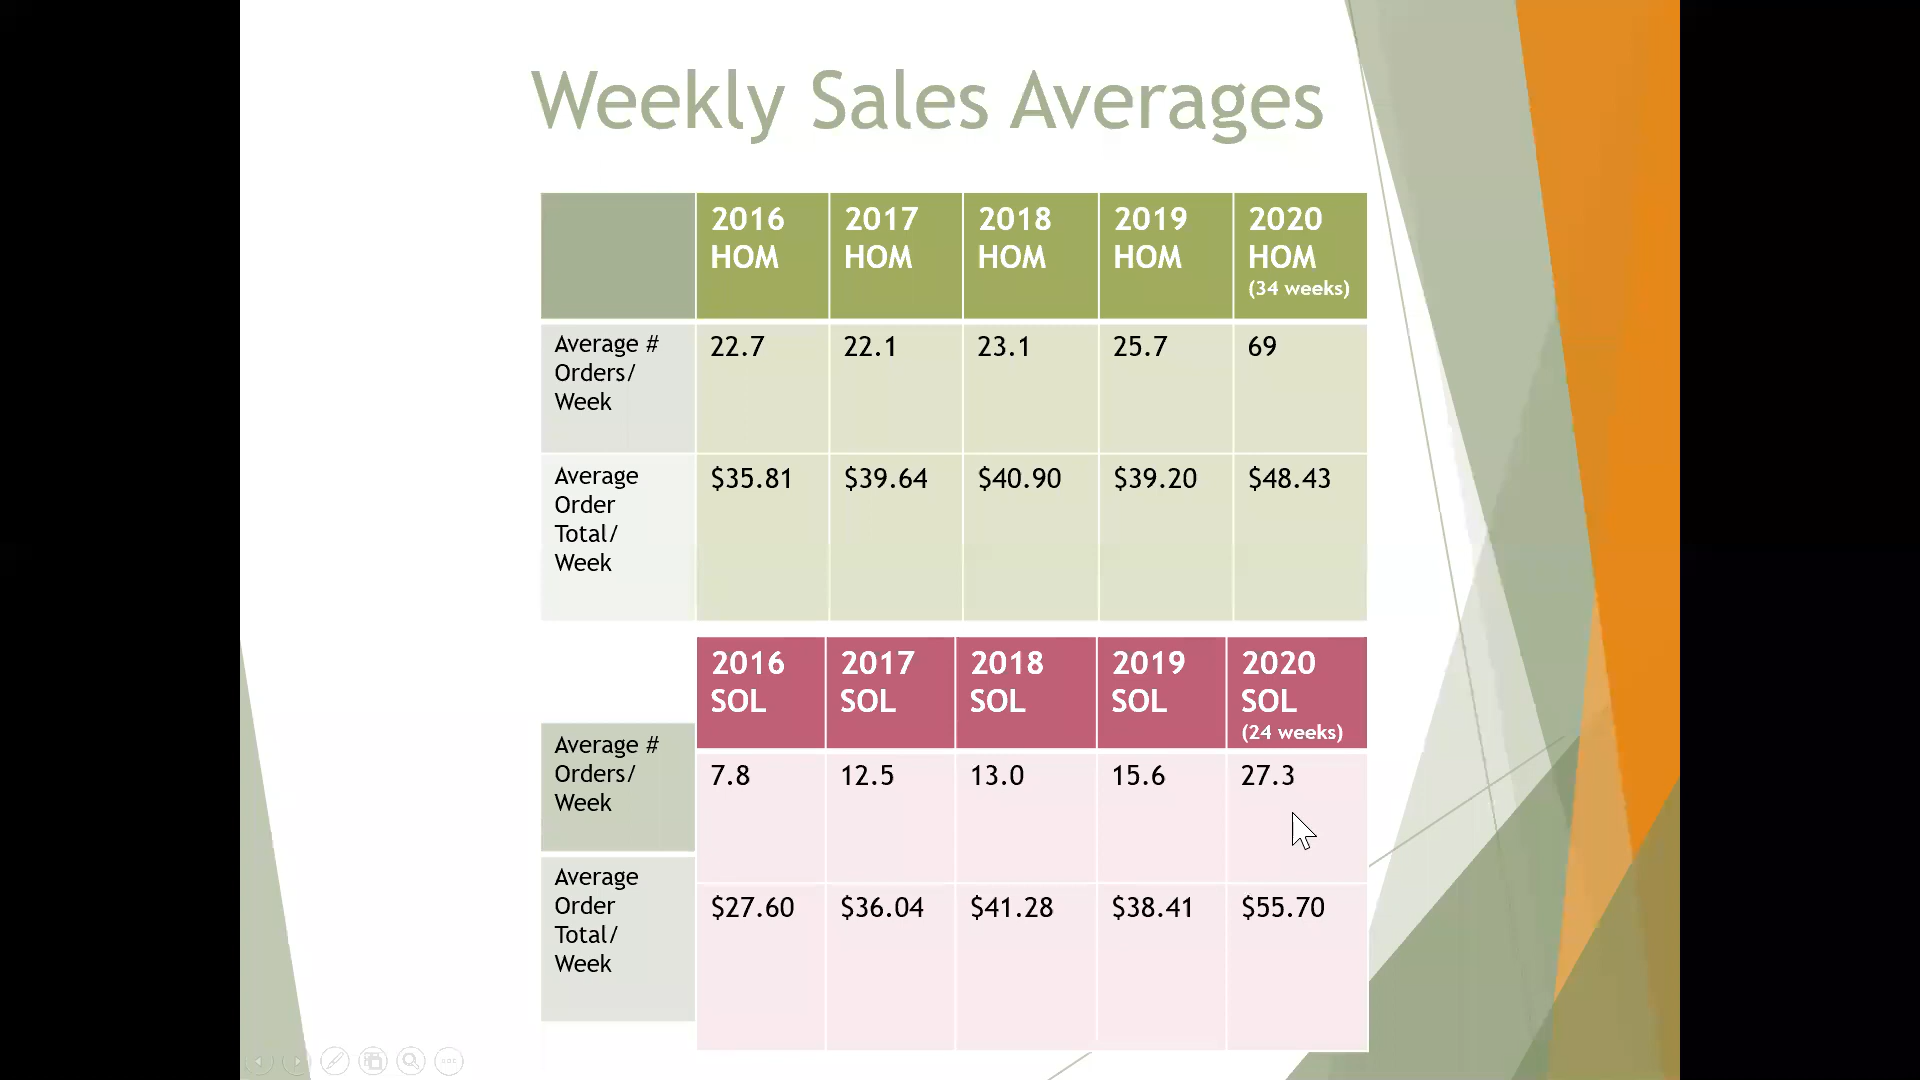 Weekly Sales Averages
2016 HOM
2017 HOM
2018 HOM
2019 HOM
2020 HOM
(34 weeks)
Average #
Orders/
Week
22.7
22.1
23.1
25.7
69
Average
Order
Total/
Week
$35.81
$39.64
$40.90
$39.20
$48.43
2016 SOL
2017 SOL
2018 SOL
2019 SOL
2020 SOL
(24 weeks)
Average #
Orders/
Week
7.8
12.5
13.0
15.6
27.3
Average
Order
Total/
Week
$27.60
$36.04
$41.28
$38.41
$55.70